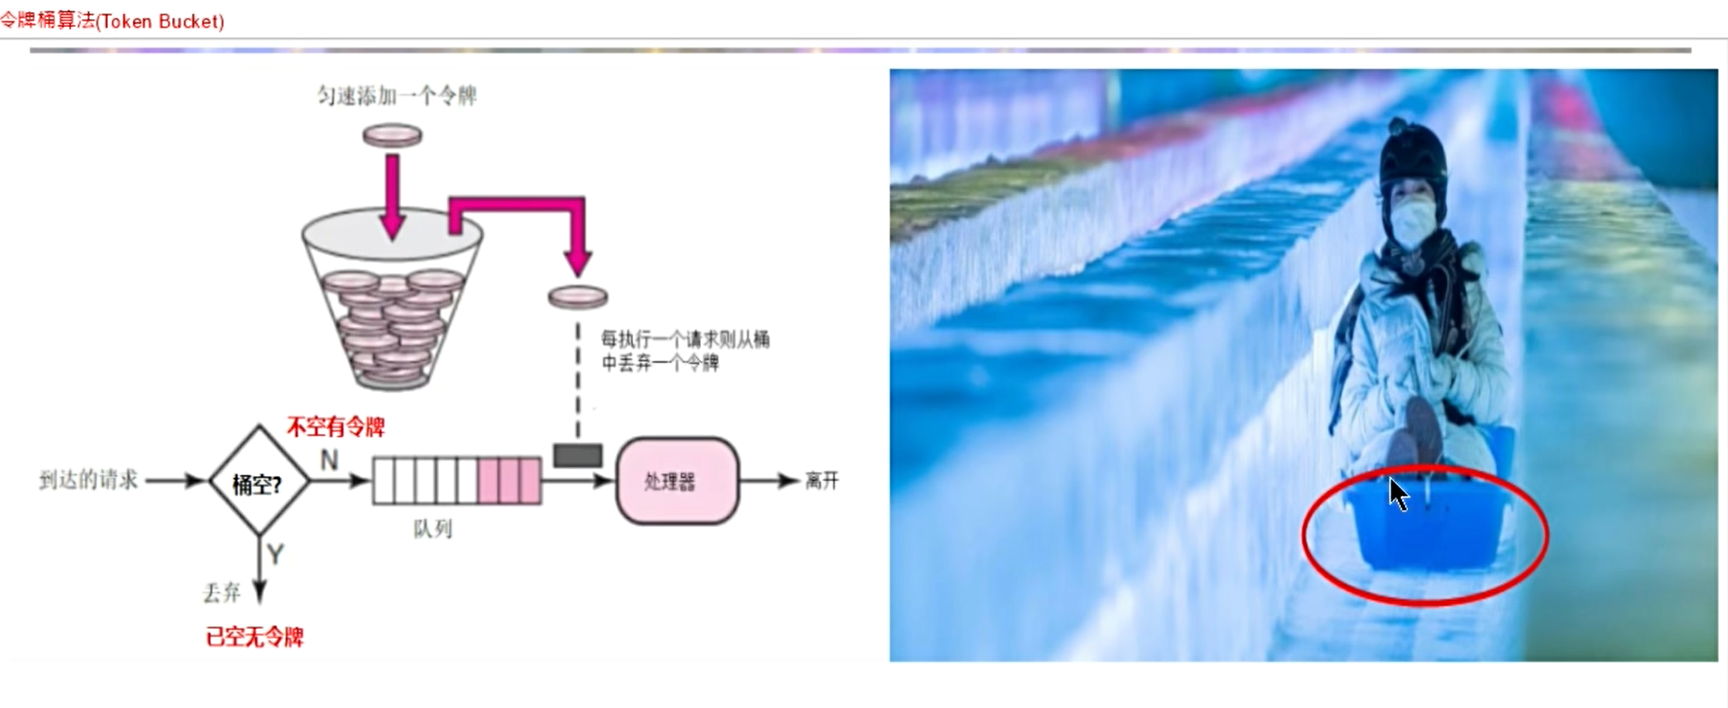 令牌桶算法(Token Bucket)
匀速添加一个令牌
每执行一个请求则从桶
中丢弃一个令牌
不空有令牌
到达的请求
桶空?
N
队列
处理器
离开
Y
丢弃
已空无令牌